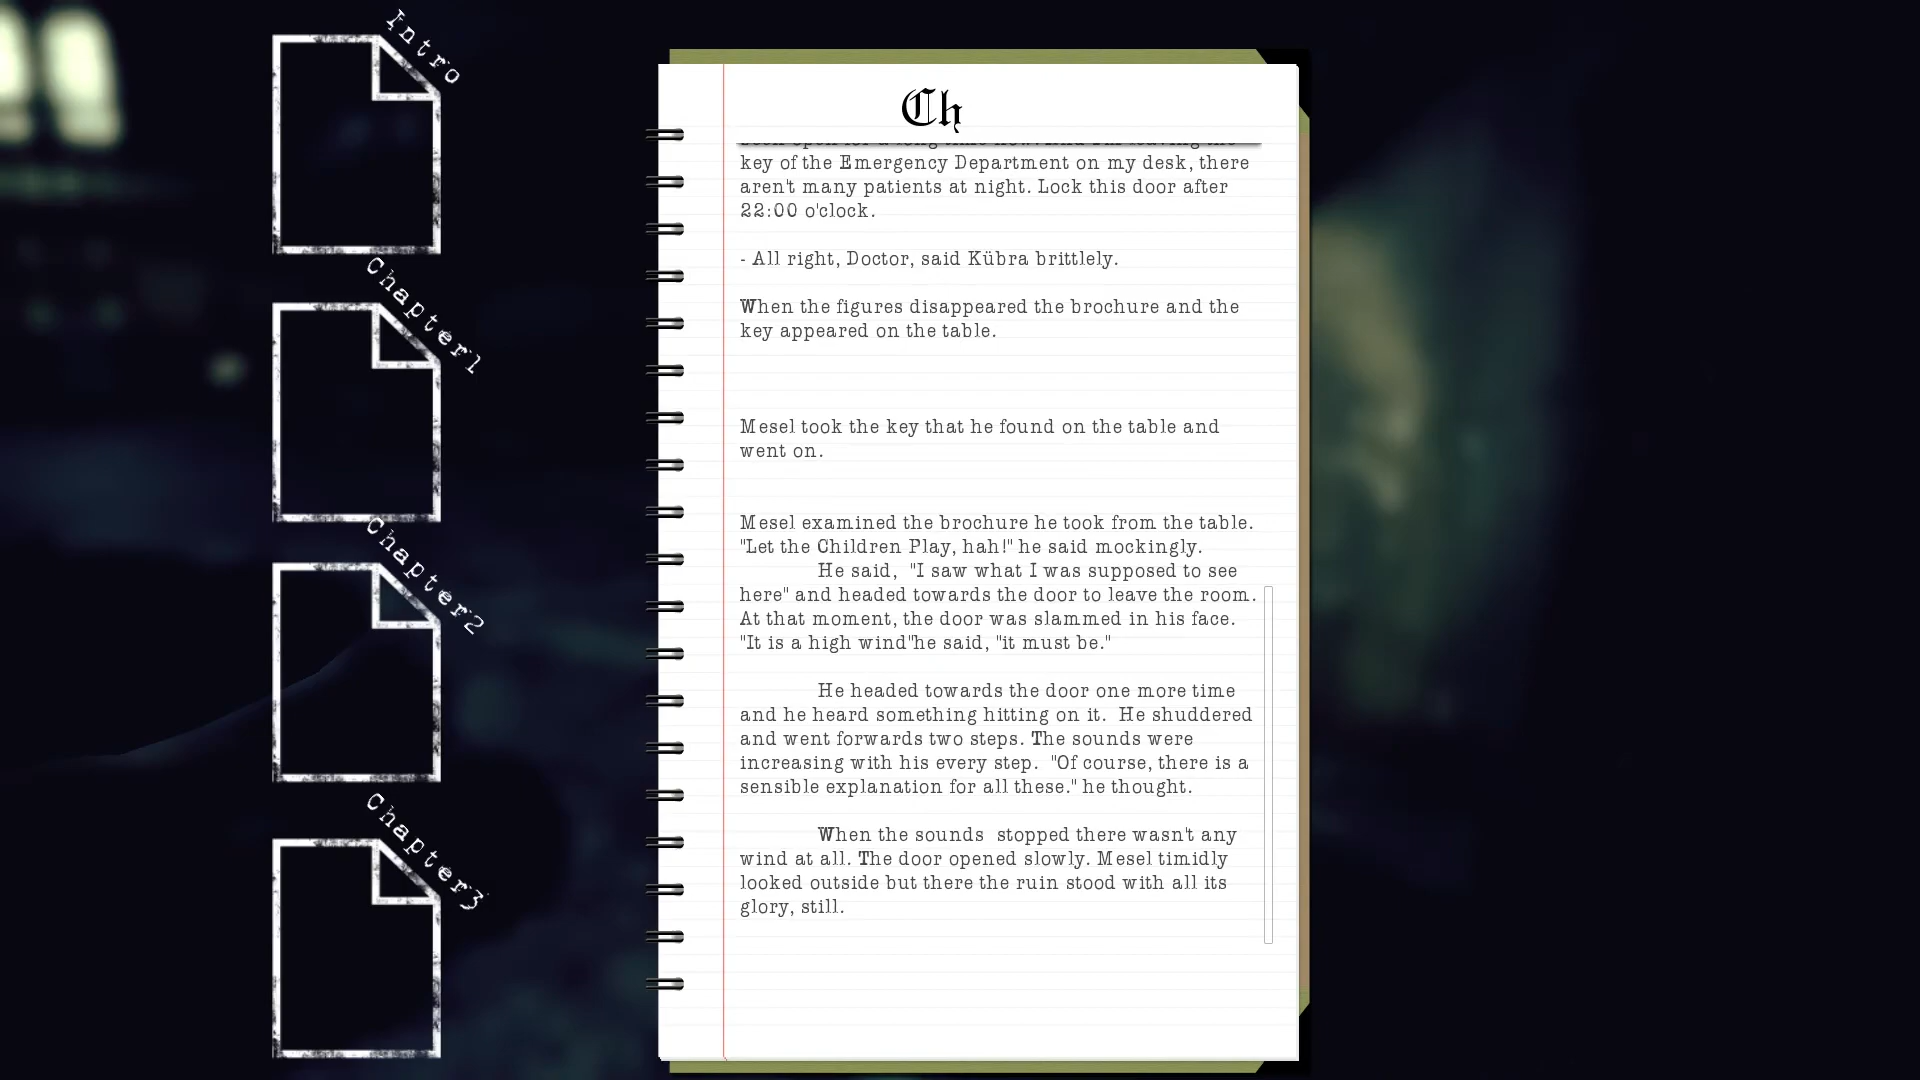 Intro
Chapter1
Chapter2
Chapter3
Ch
key of the Emergency Department on my desk, there
aren't many patients at night. Lock this door after
22:00 o'clock.
- All right, Doctor, said Kübra brittlely.
When the figures disappeared the brochure and the
key appeared on the table.
Mesel took the key that he found on the table and
went on.
Mesel examined the brochure he took from the table.
"Let the Children Play, hah!" he said mockingly.
He said,  "I saw what I was supposed to see
here" and headed towards the door to leave the room.
At that moment, the door was slammed in his face.
"It is a high wind"he said, "it must be."
He headed towards the door one more time
and he heard something hitting on it.  He shuddered
and went forwards two steps. The sounds were
increasing with his every step.  "Of course, there is a
sensible explanation for all these." he thought.
When the sounds  stopped there wasn't any
wind at all. The door opened slowly. Mesel timidly
looked outside but there the ruin stood with all its
glory, still.